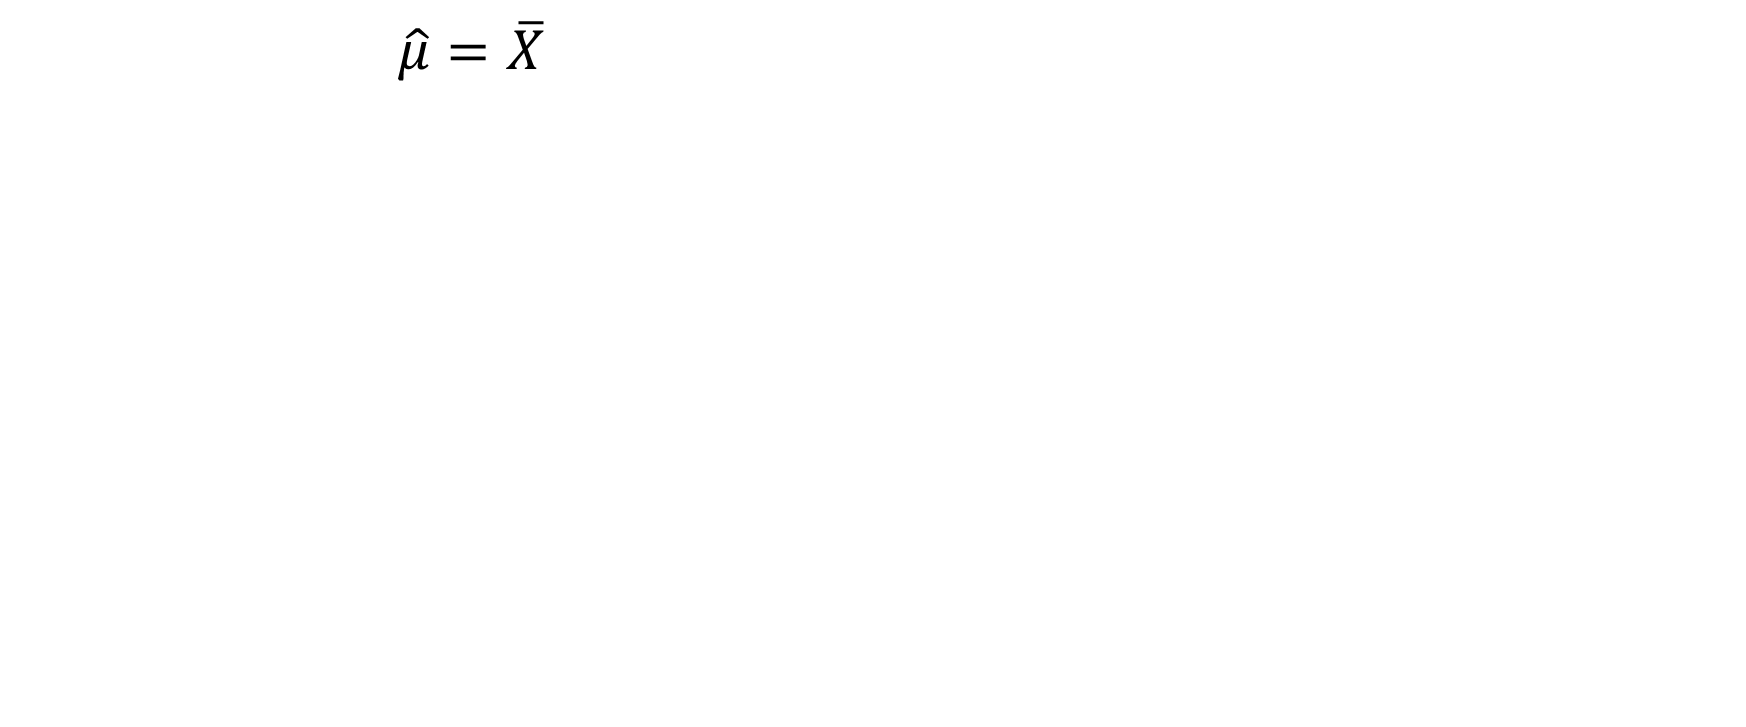 μ̂ = X̄